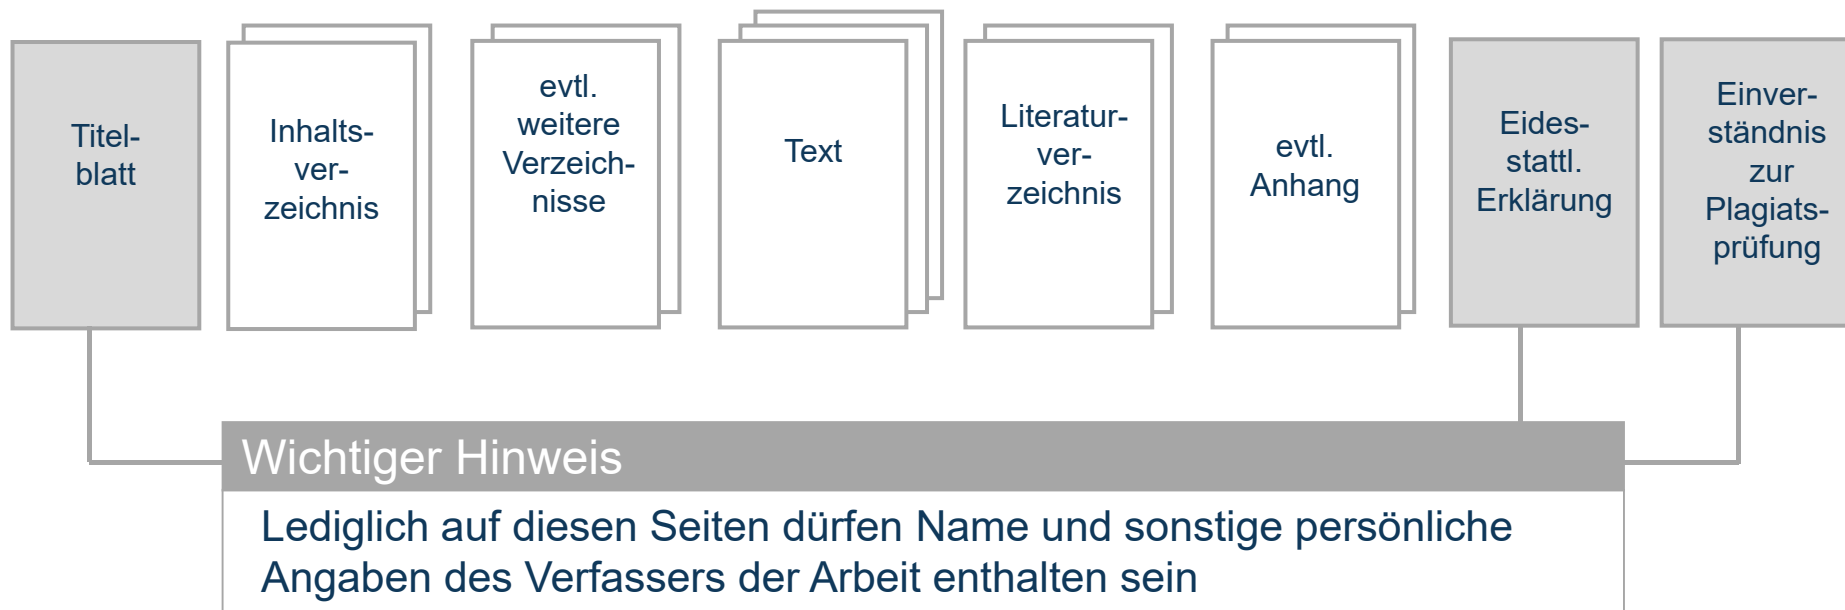 Titel-
blatt
Inhalts-
ver-
zeichnis
evtl.
weitere
Verzeich-
nisse
Text
Literatur-
ver-
zeichnis
evtl.
Anhang
Eides-
stattl.
Erklärung
Einver-
ständnis
zur
Plagiats-
prüfung
Wichtiger Hinweis
Lediglich auf diesen Seiten dürfen Name und sonstige persönliche
Angaben des Verfassers der Arbeit enthalten sein